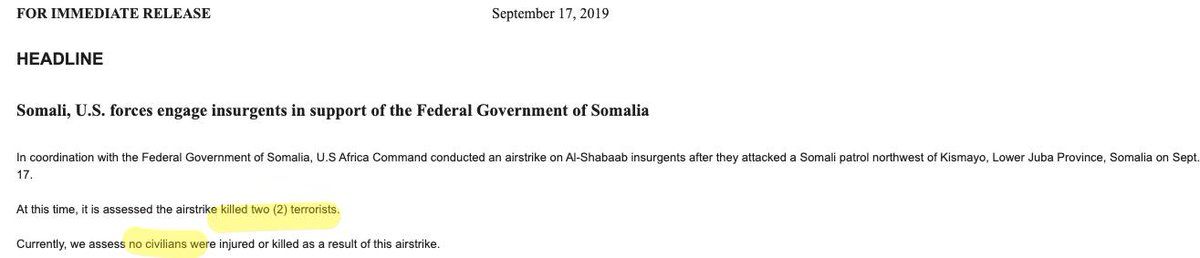 FOR IMMEDIATE RELEASE September 17, 2019
HEADLINE
Somali, U.S. forces engage insurgents in support of the Federal Government of Somalia
In coordination with the Federal Government of Somalia, U.S Africa Command conducted an airstrike on Al-Shabaab insurgents after they attacked a Somali patrol northwest of Kismayo, Lower Juba Province, Somalia on Sept.
17.
At this time, it is assessed the airstrike killed two (2) terrorists.
Currently, we assess no civilians were injured or killed as a result of this airstrike.